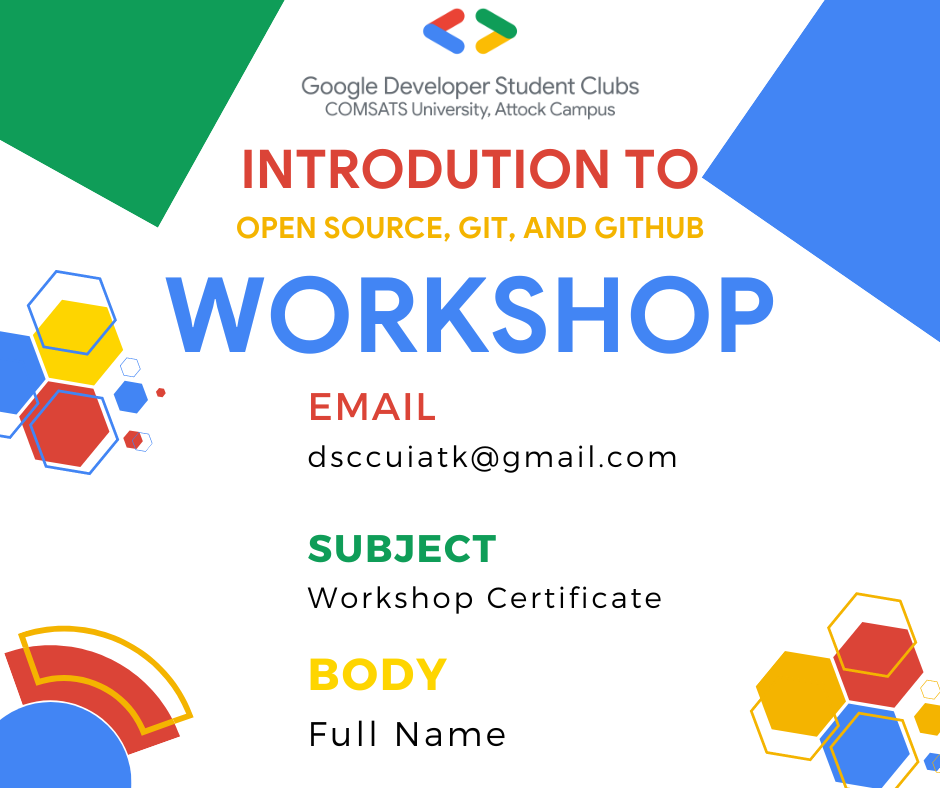 Google Developer Student Clubs
COMSATS University, Attock Campus
INTRODUTION TO
OPEN SOURCE, GIT, AND GITHUB
WORKSHOP
EMAIL
dsccuiatk@gmail.com
SUBJECT
Workshop Certificate
BODY
Full Name